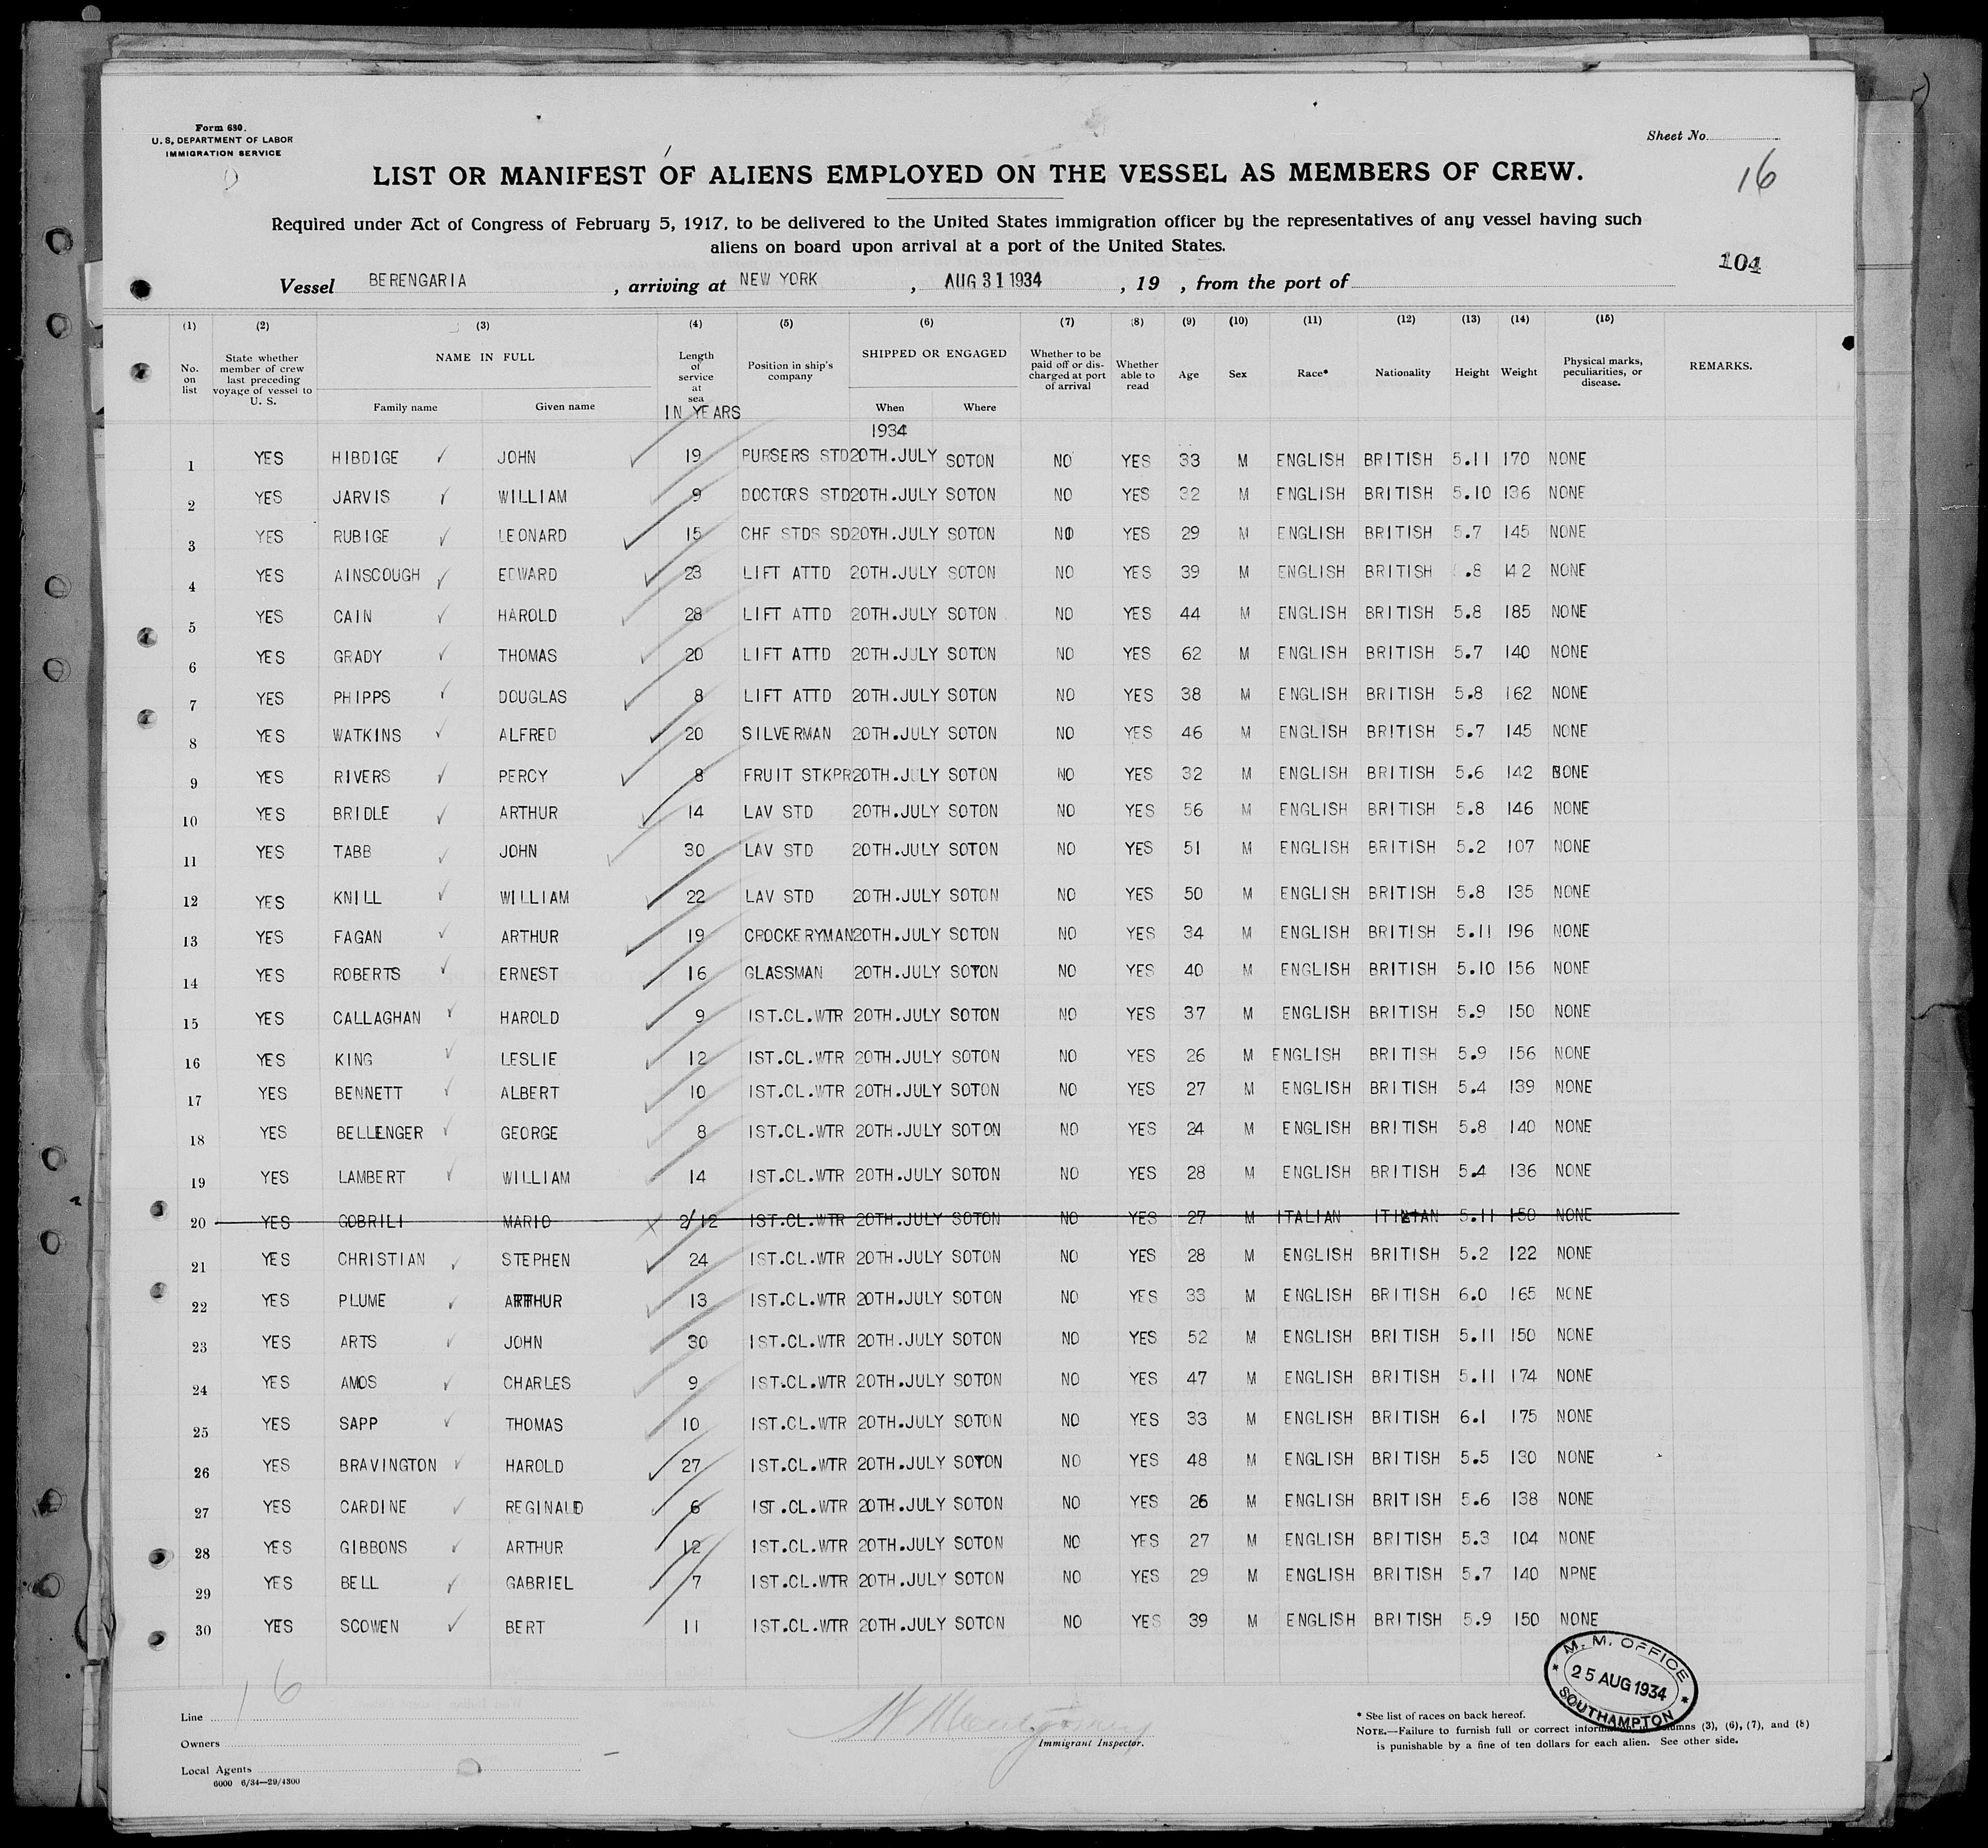 Form 680.
U. S. DEPARTMENT OF LABOR
IMMIGRATION SERVICE
Sheet No.
16
LIST OR MANIFEST OF ALIENS EMPLOYED ON THE VESSEL AS MEMBERS OF CREW.
Required under Act of Congress of February 5, 1917, to be delivered to the United States immigration officer by the representatives of any vessel having such
aliens on board upon arrival at a port of the United States.
104
Vessel BERENGARIA , arriving at NEW YORK , AUG 31 1934 , 19 , from the port of
(1) (2) (3) (4) (5) (6) (7) (8) (9) (10) (11) (12) (13) (14) (15)
No. on list State whether member of crew last preceding voyage of vessel to U. S. NAME IN FULL Family name Given name Length of service at sea IN YEARS Position in ship's company SHIPPED OR ENGAGED When Where Whether to be paid off or discharged at port of arrival Whether able to read Age Sex Race* Nationality Height Weight Physical marks, peculiarities, or disease. REMARKS.
1934
1 YES HIBDIGE JOHN 19 PURSERS STD 20TH.JULY SOTON NO YES 33 M ENGLISH BRITISH 5.11 170 NONE
2 YES JARVIS WILLIAM 9 DOCTORS STD 20TH.JULY SOTON NO YES 32 M ENGLISH BRITISH 5.10 136 NONE
3 YES RUBIGE LEONARD 15 CHF STDS SD 20TH.JULY SOTON NO YES 29 M ENGLISH BRITISH 5.7 145 NONE
4 YES AINSCOUGH EDWARD 23 LIFT ATTD 20TH.JULY SOTON NO YES 39 M ENGLISH BRITISH .8 142 NONE
5 YES CAIN HAROLD 28 LIFT ATTD 20TH.JULY SOTON NO YES 44 M ENGLISH BRITISH 5.8 185 NONE
6 YES GRADY THOMAS 20 LIFT ATTD 20TH.JULY SOTON NO YES 62 M ENGLISH BRITISH 5.7 140 NONE
7 YES PHIPPS DOUGLAS 8 LIFT ATTD 20TH.JULY SOTON NO YES 38 M ENGLISH BRITISH 5.8 162 NONE
8 YES WATKINS ALFRED 20 SILVERMAN 20TH.JULY SOTON NO YES 46 M ENGLISH BRITISH 5.7 145 NONE
9 YES RIVERS PERCY 8 FRUIT STKPR 20TH.JULY SOTON NO YES 32 M ENGLISH BRITISH 5.6 142 NONE
10 YES BRIDLE ARTHUR 14 LAV STD 20TH.JULY SOTON NO YES 56 M ENGLISH BRITISH 5.8 146 NONE
11 YES TABB JOHN 30 LAV STD 20TH.JULY SOTON NO YES 51 M ENGLISH BRITISH 5.2 107 NONE
12 YES KNILL WILLIAM 22 LAV STD 20TH.JULY SOTON NO YES 50 M ENGLISH BRITISH 5.8 135 NONE
13 YES FAGAN ARTHUR 19 CROCKERYMAN 20TH.JULY SOTON NO YES 34 M ENGLISH BRITISH 5.11 196 NONE
14 YES ROBERTS ERNEST 16 GLASSMAN 20TH.JULY SOTON NO YES 40 M ENGLISH BRITISH 5.10 156 NONE
15 YES CALLAGHAN HAROLD 9 IST.CL.WTR 20TH.JULY SOTON NO YES 37 M ENGLISH BRITISH 5.9 150 NONE
16 YES KING LESLIE 12 IST.CL.WTR 20TH.JULY SOTON NO YES 26 M ENGLISH BRITISH 5.9 156 NONE
17 YES BENNETT ALBERT 10 IST.CL.WTR 20TH.JULY SOTON NO YES 27 M ENGLISH BRITISH 5.4 139 NONE
18 YES BELLENGER GEORGE 8 IST.CL.WTR 20TH.JULY SOTON NO YES 24 M ENGLISH BRITISH 5.8 140 NONE
19 YES LAMBERT WILLIAM 14 IST.CL.WTR 20TH.JULY SOTON NO YES 28 M ENGLISH BRITISH 5.4 136 NONE
20 YES GOBRILI MARIO 2/12 IST.CL.WTR 20TH.JULY SOTON NO YES 27 M ITALIAN ITALIAN 5.11 150 NONE
21 YES CHRISTIAN STEPHEN 24 IST.CL.WTR 20TH.JULY SOTON NO YES 28 M ENGLISH BRITISH 5.2 122 NONE
22 YES PLUME ARTHUR 13 IST.CL.WTR 20TH.JULY SOTON NO YES 33 M ENGLISH BRITISH 6.0 165 NONE
23 YES ARTS JOHN 30 IST.CL.WTR 20TH.JULY SOTON NO YES 52 M ENGLISH BRITISH 5.11 150 NONE
24 YES AMOS CHARLES 9 IST.CL.WTR 20TH.JULY SOTON NO YES 47 M ENGLISH BRITISH 5.11 174 NONE
25 YES SAPP THOMAS 10 IST.CL.WTR 20TH.JULY SOTON NO YES 33 M ENGLISH BRITISH 6.1 175 NONE
26 YES BRAVINGTON HAROLD 27 IST.CL.WTR 20TH.JULY SOTON NO YES 48 M ENGLISH BRITISH 5.5 130 NONE
27 YES CARDINE REGINALD 6 IST.CL.WTR 20TH.JULY SOTON NO YES 26 M ENGLISH BRITISH 5.6 138 NONE
28 YES GIBBONS ARTHUR 12 IST.CL.WTR 20TH.JULY SOTON NO YES 27 M ENGLISH BRITISH 5.3 104 NONE
29 YES BELL GABRIEL 7 IST.CL.WTR 20TH.JULY SOTON NO YES 29 M ENGLISH BRITISH 5.7 140 NPNE
30 YES SCOWEN BERT 11 IST.CL.WTR 20TH.JULY SOTON NO YES 39 M ENGLISH BRITISH 5.9 150 NONE
M. M. OFFICE
25 AUG 1934
SOUTHAMPTON
16
Line
Owners
Local Agents
6000 6/34—29/4300
Immigrant Inspector.
* See list of races on back hereof.
NOTE.—Failure to furnish full or correct columns (3), (6), (7), and (8)
is punishable by a fine of ten dollars for each alien. See other side.